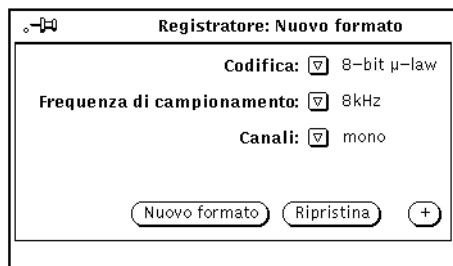 Registratore: Nuovo formato
Codifica: 8-bit µ-law
Frequenza di campionamento: 8kHz
Canali: mono
Nuovo formato Ripristina +